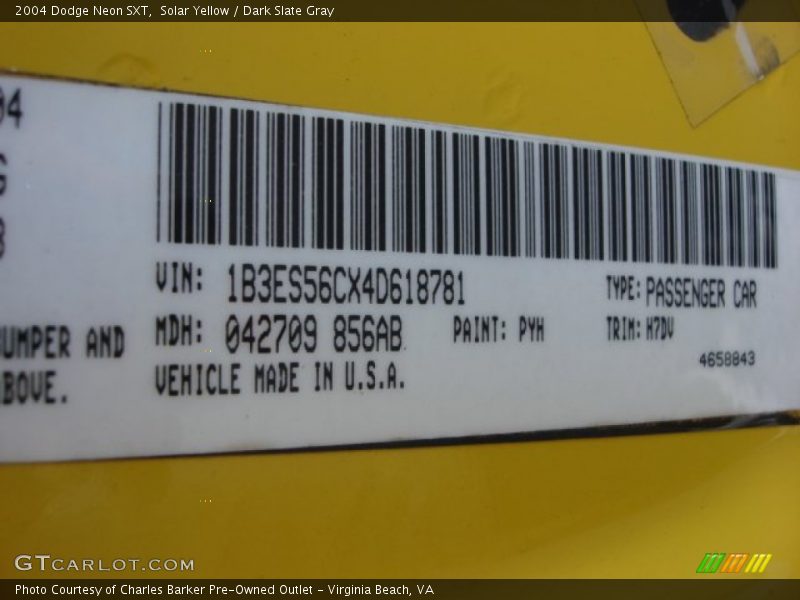 2004 Dodge Neon SXT,  Solar Yellow / Dark Slate Gray
04
VIN: 1B3ES56CX4D618781
TYPE: PASSENGER CAR
UMPER AND
MDH: 042709 856AB
PAINT: PYH
TRIM: H7DV
BOVE.
VEHICLE MADE IN U.S.A.
4658843
GTCARLOT.COM
Photo Courtesy of Charles Barker Pre-Owned Outlet - Virginia Beach, VA